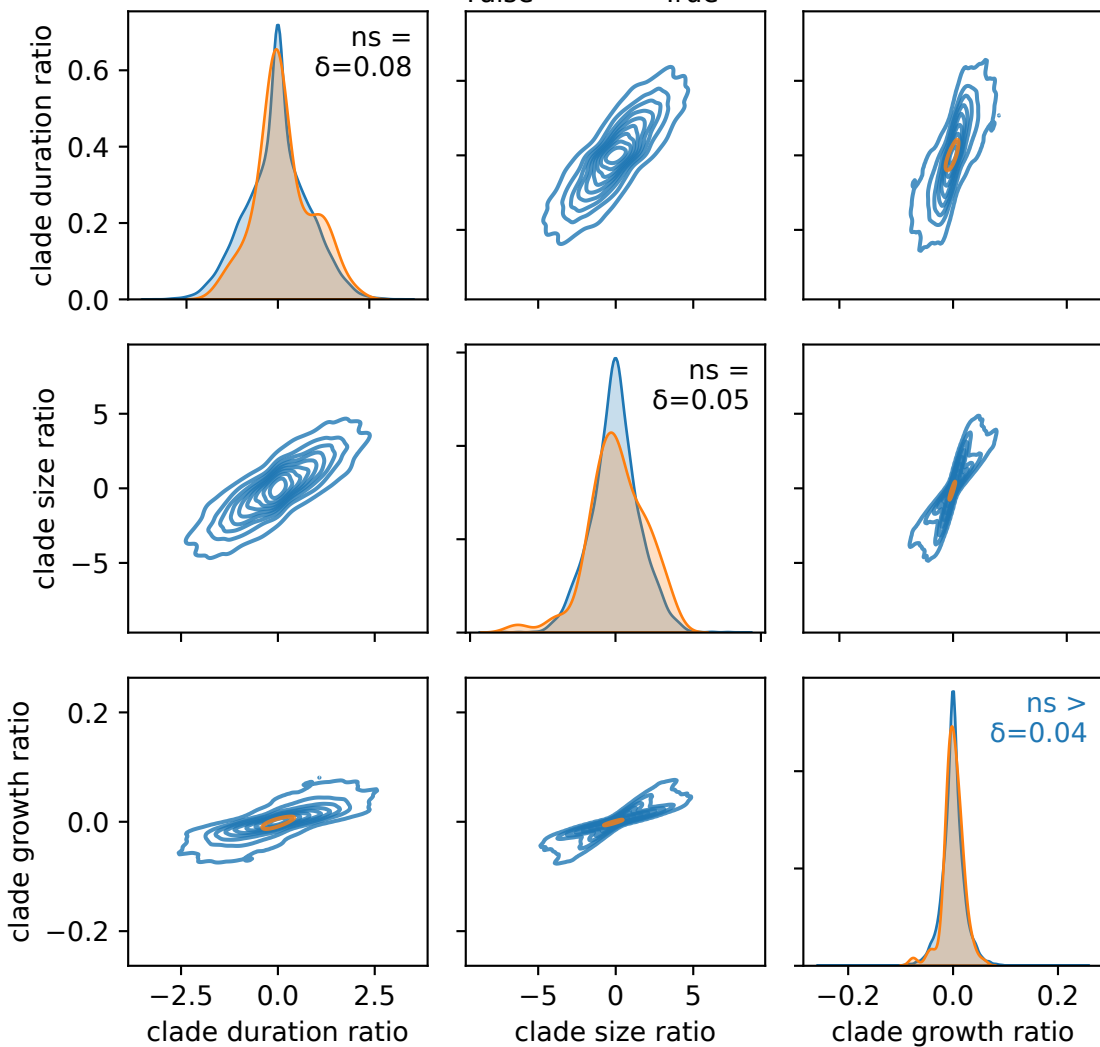 ns =
δ=0.08
clade duration ratio
0.6
0.4
0.2
0.0
ns =
δ=0.05
clade size ratio
5
0
−5
ns >
δ=0.04
clade growth ratio
0.2
0.0
−0.2
−2.5 0.0 2.5
−5 0 5
−0.2 0.0 0.2
clade duration ratio
clade size ratio
clade growth ratio